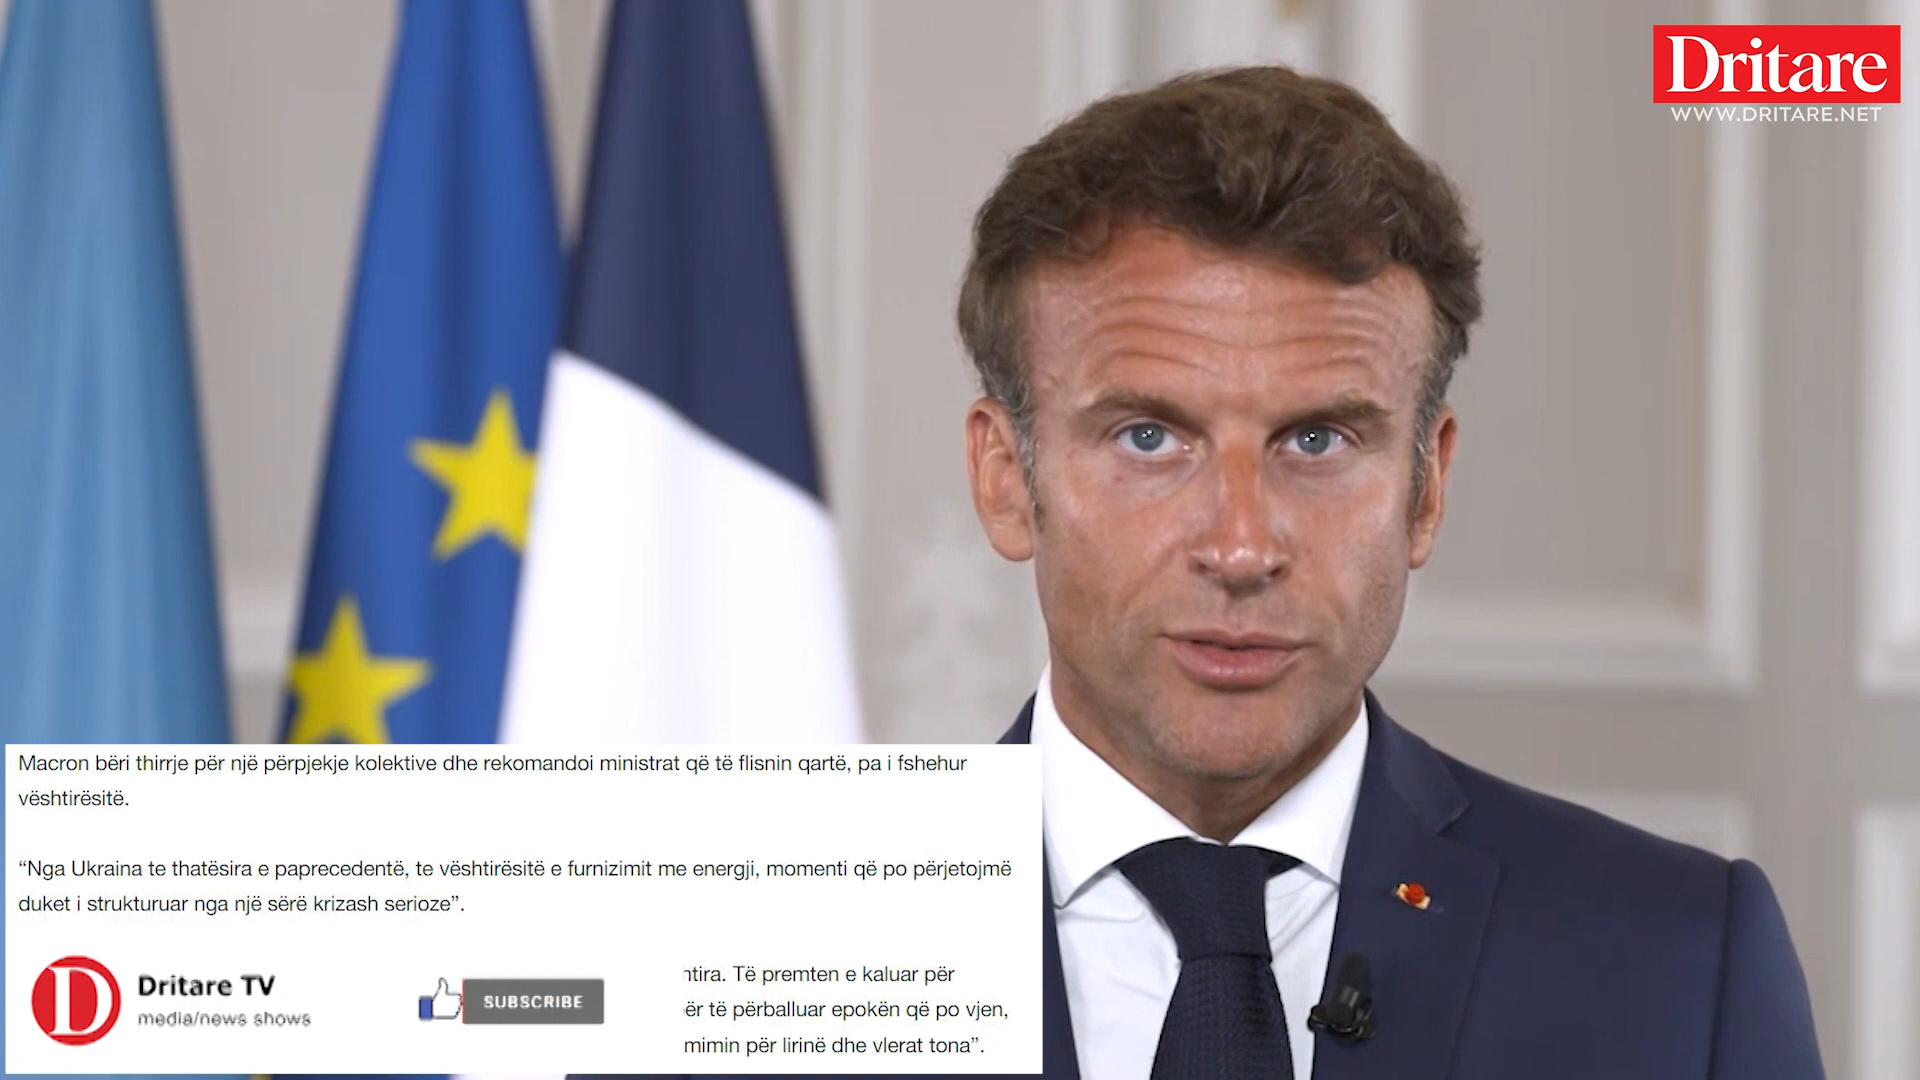 Dritare
WWW.DRITARE.NET
Macron bëri thirrje për një përpjekje kolektive dhe rekomandoi ministrat që të flisnin qartë, pa i fshehur
vështirësitë.
“Nga Ukraina te thatësira e paprecedentë, te vështirësitë e furnizimit me energji, momenti që po përjetojmë
duket i strukturuar nga një sërë krizash serioze”.
ntira. Të premten e kaluar për
ër të përballuar epokën që po vjen,
mimin për lirinë dhe vlerat tona”.
D
Dritare TV
media/news shows
SUBSCRIBE